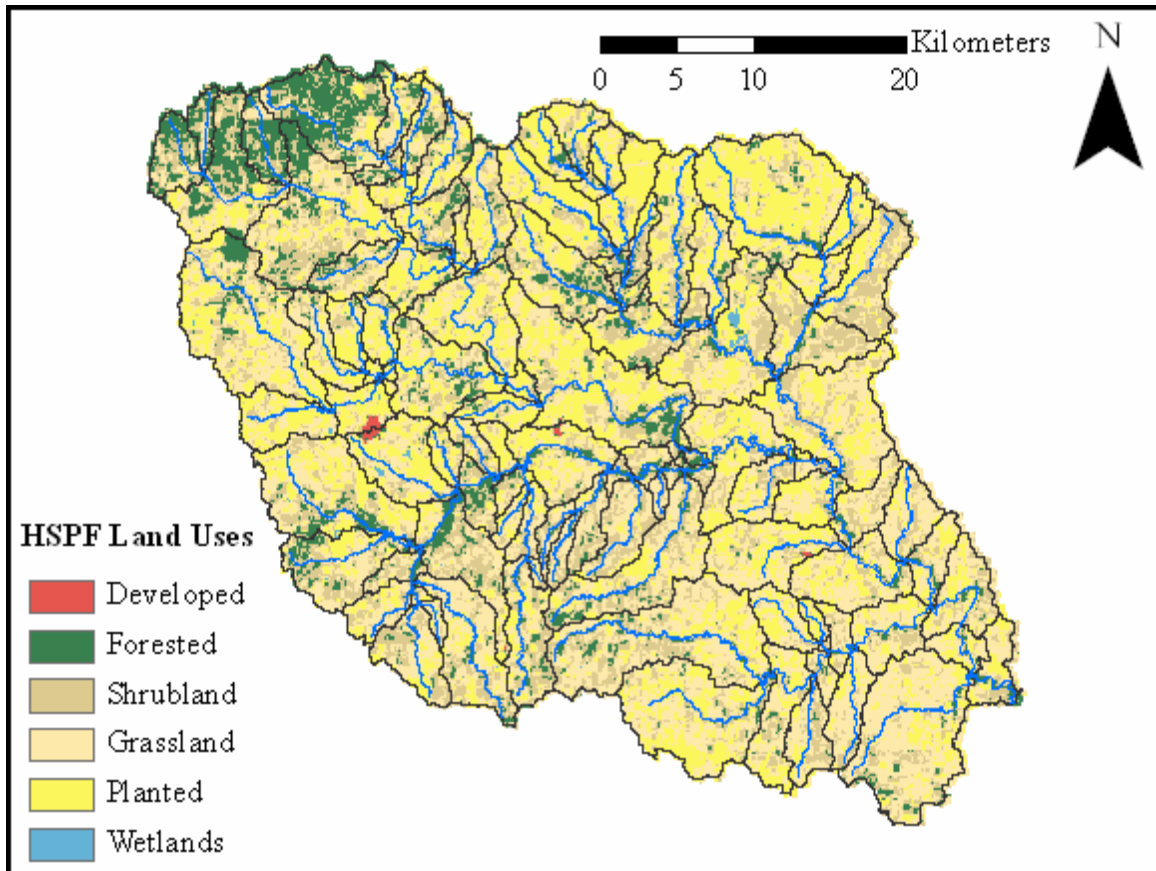 Kilometers
N
0 5 10 20
HSPF Land Uses
Developed
Forested
Shrubland
Grassland
Planted
Wetlands